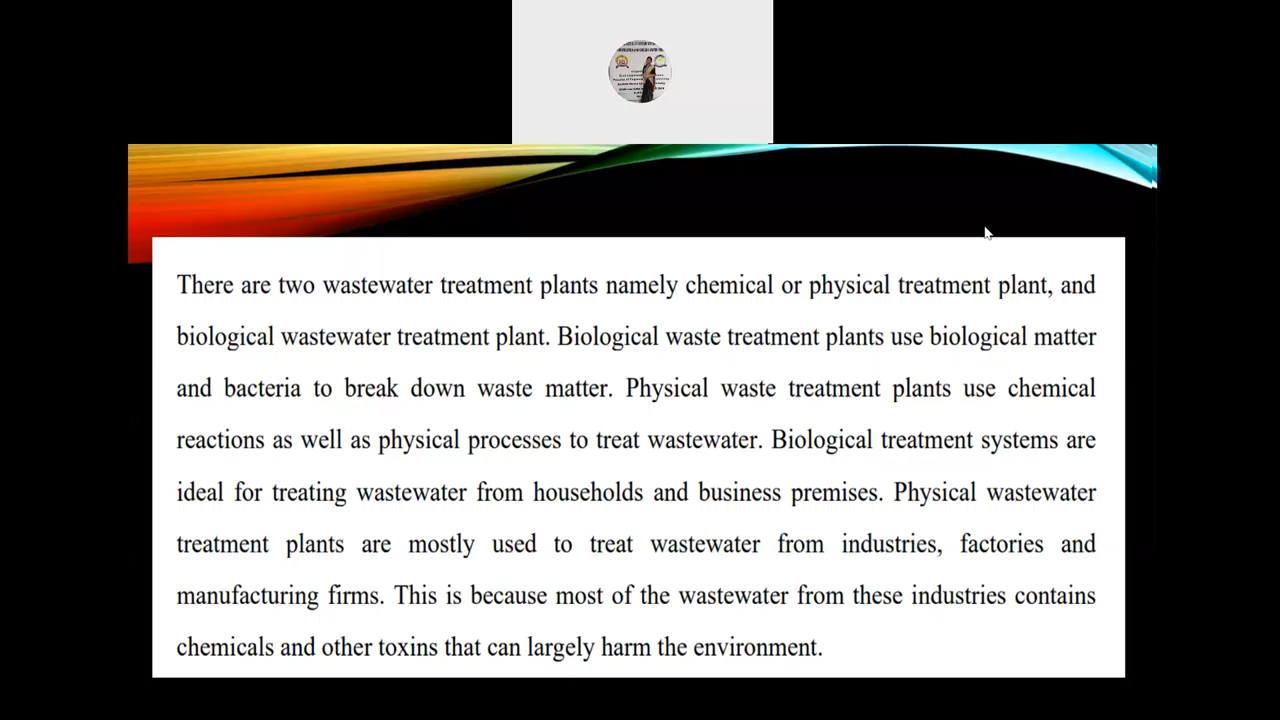 There are two wastewater treatment plants namely chemical or physical treatment plant, and
biological wastewater treatment plant. Biological waste treatment plants use biological matter
and bacteria to break down waste matter. Physical waste treatment plants use chemical
reactions as well as physical processes to treat wastewater. Biological treatment systems are
ideal for treating wastewater from households and business premises. Physical wastewater
treatment plants are mostly used to treat wastewater from industries, factories and
manufacturing firms. This is because most of the wastewater from these industries contains
chemicals and other toxins that can largely harm the environment.